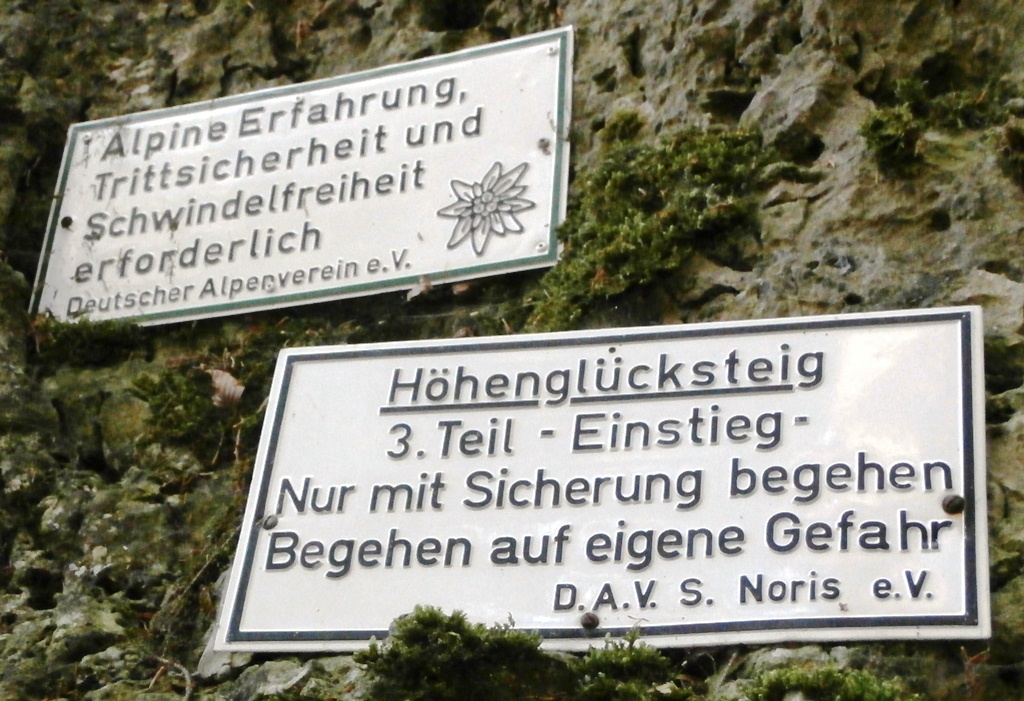 Alpine Erfahrung,
Trittsicherheit und
Schwindelfreiheit
erforderlich
Deutscher Alpenverein e.V.
Höhenglücksteig
3. Teil - Einstieg -
Nur mit Sicherung begehen
Begehen auf eigene Gefahr
D.A.V. S. Noris e.V.